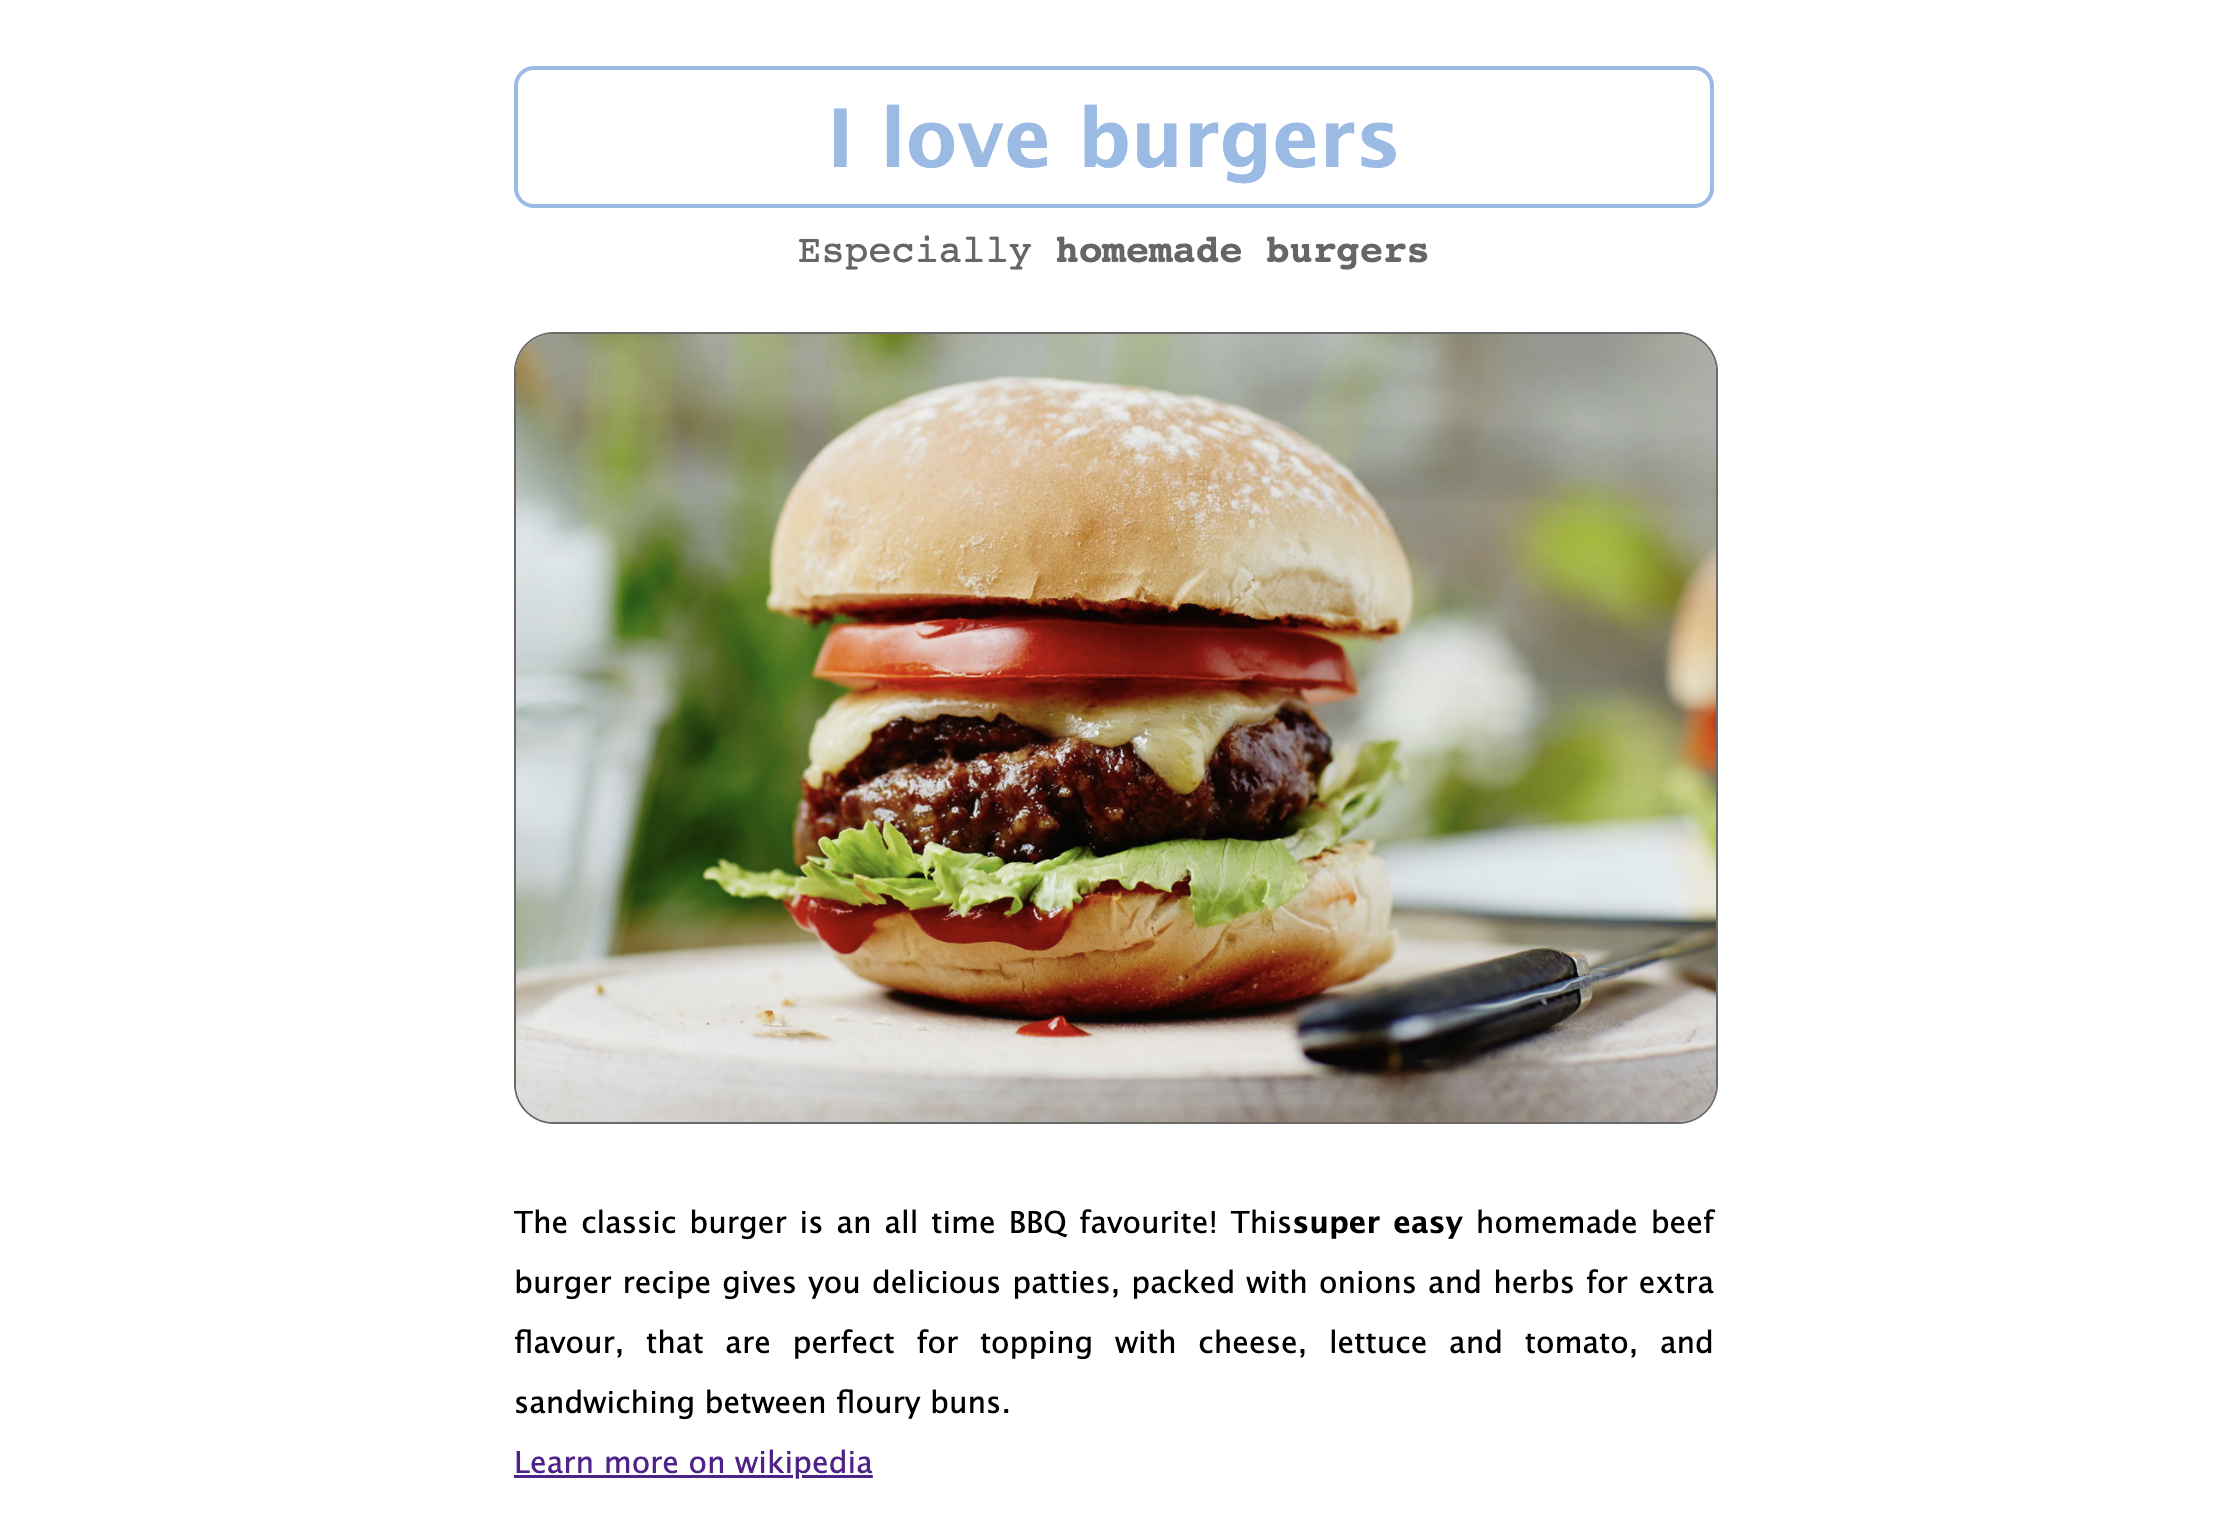 I love burgers
Especially homemade burgers
The classic burger is an all time BBQ favourite! Thissuper easy homemade beef
burger recipe gives you delicious patties, packed with onions and herbs for extra
flavour, that are perfect for topping with cheese, lettuce and tomato, and
sandwiching between floury buns.
Learn more on wikipedia